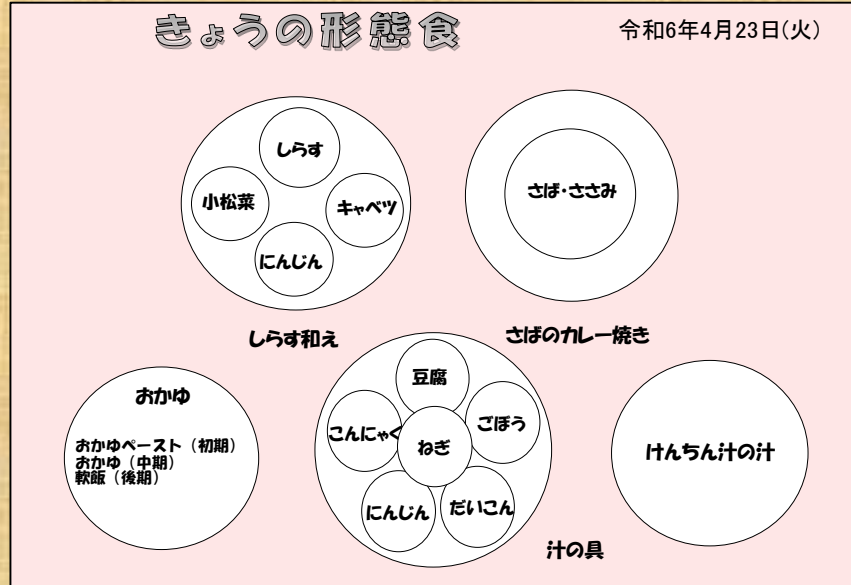 きょうの形態食
令和6年4月23日(火)
しらす
小松菜
キャベツ
にんじん
しらす和え
さば・ささみ
さばのカレー焼き
おかゆ
おかゆペースト（初期）
おかゆ（中期）
軟飯（後期）
豆腐
こんにゃく
ごぼう
ねぎ
にんじん
だいこん
汁の具
けんちん汁の汁